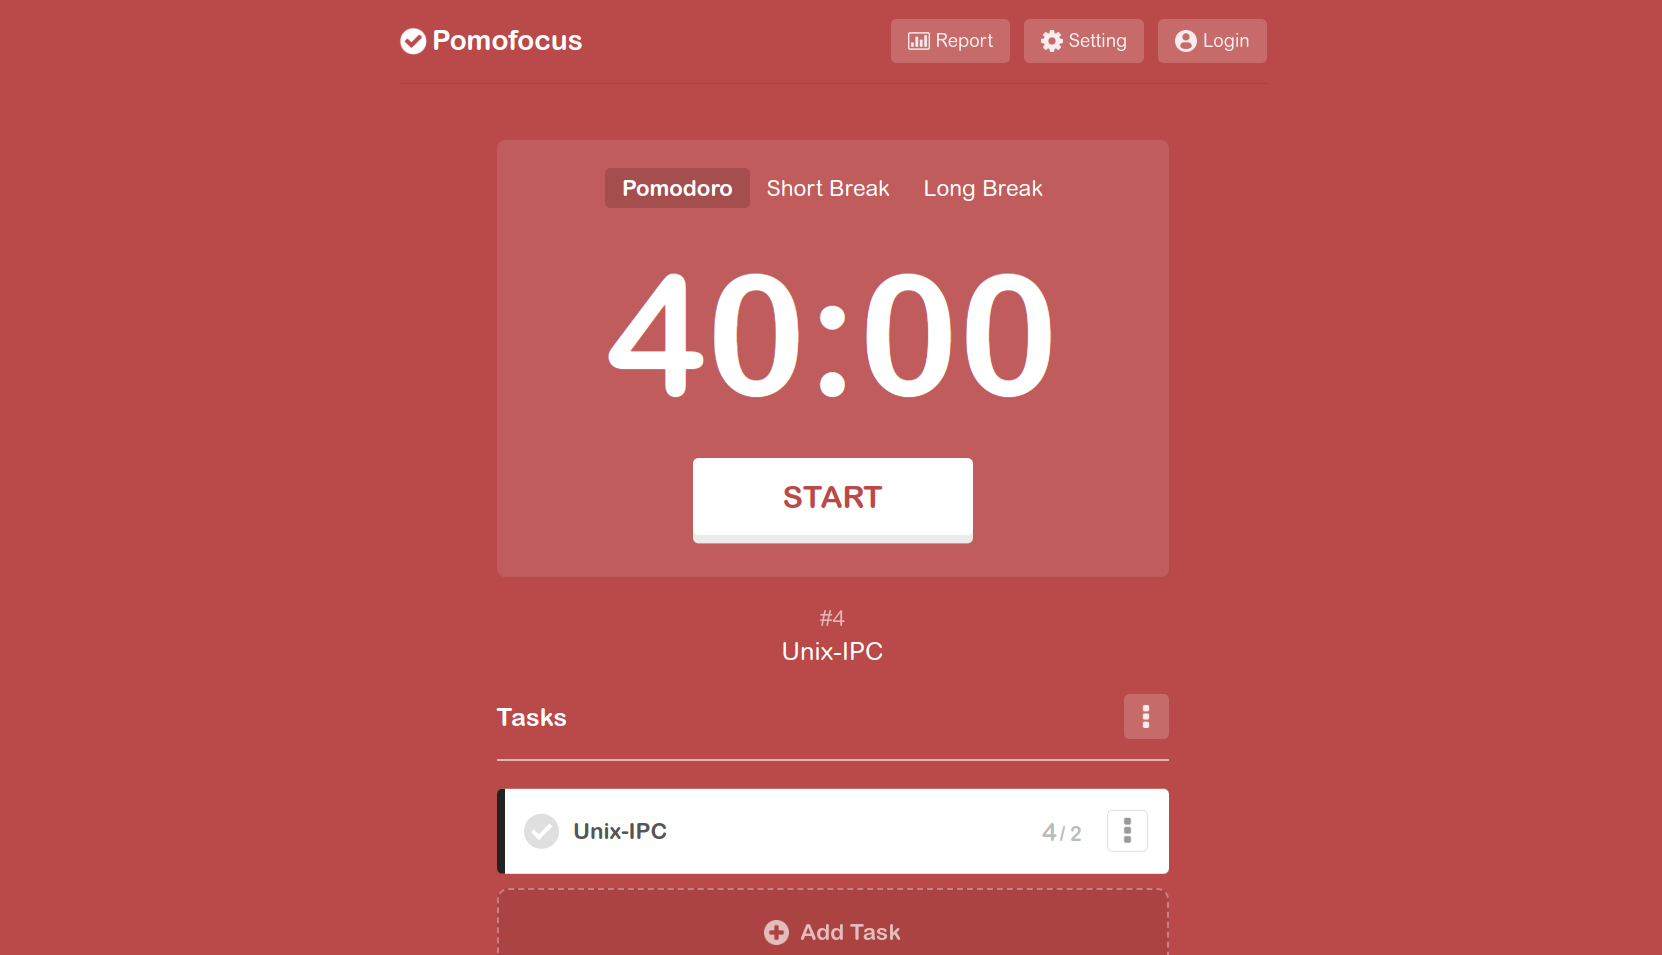 Pomofocus
Report
Setting
Login
Pomodoro
Short Break
Long Break
40:00
START
#4
Unix-IPC
Tasks
Unix-IPC
4/ 2
Add Task